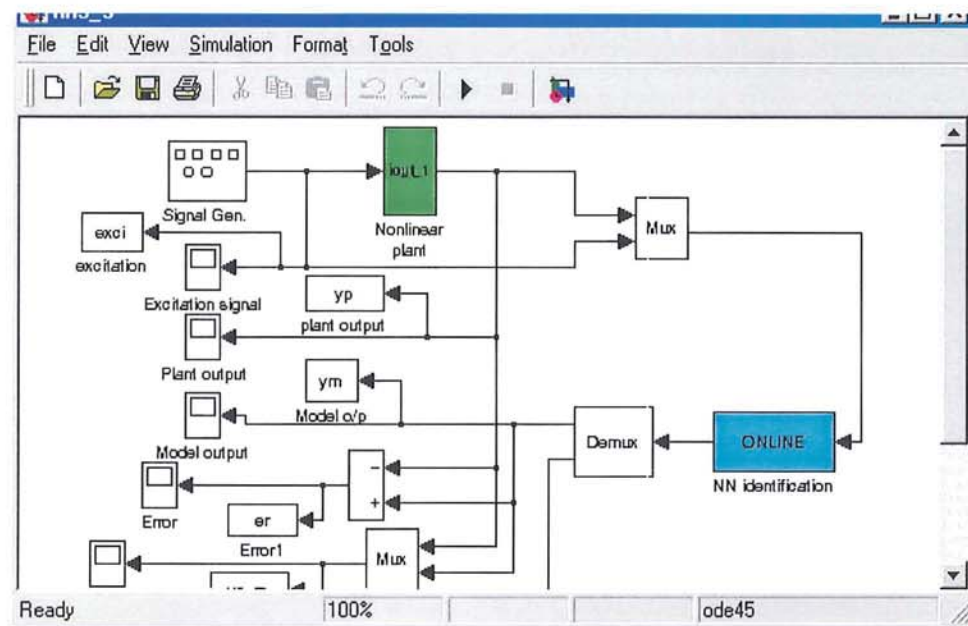 nn3_3
File Edit View Simulation Format Tools
Signal Gen.
Nonlinear
plant
Mux
exci
excitation
Excitation signal
yp
plant output
Plant output
ym
Model o/p
Model output
Demux
ONLINE
NN identification
-
+
Error
er
Error1
Mux
Ready 100% ode45